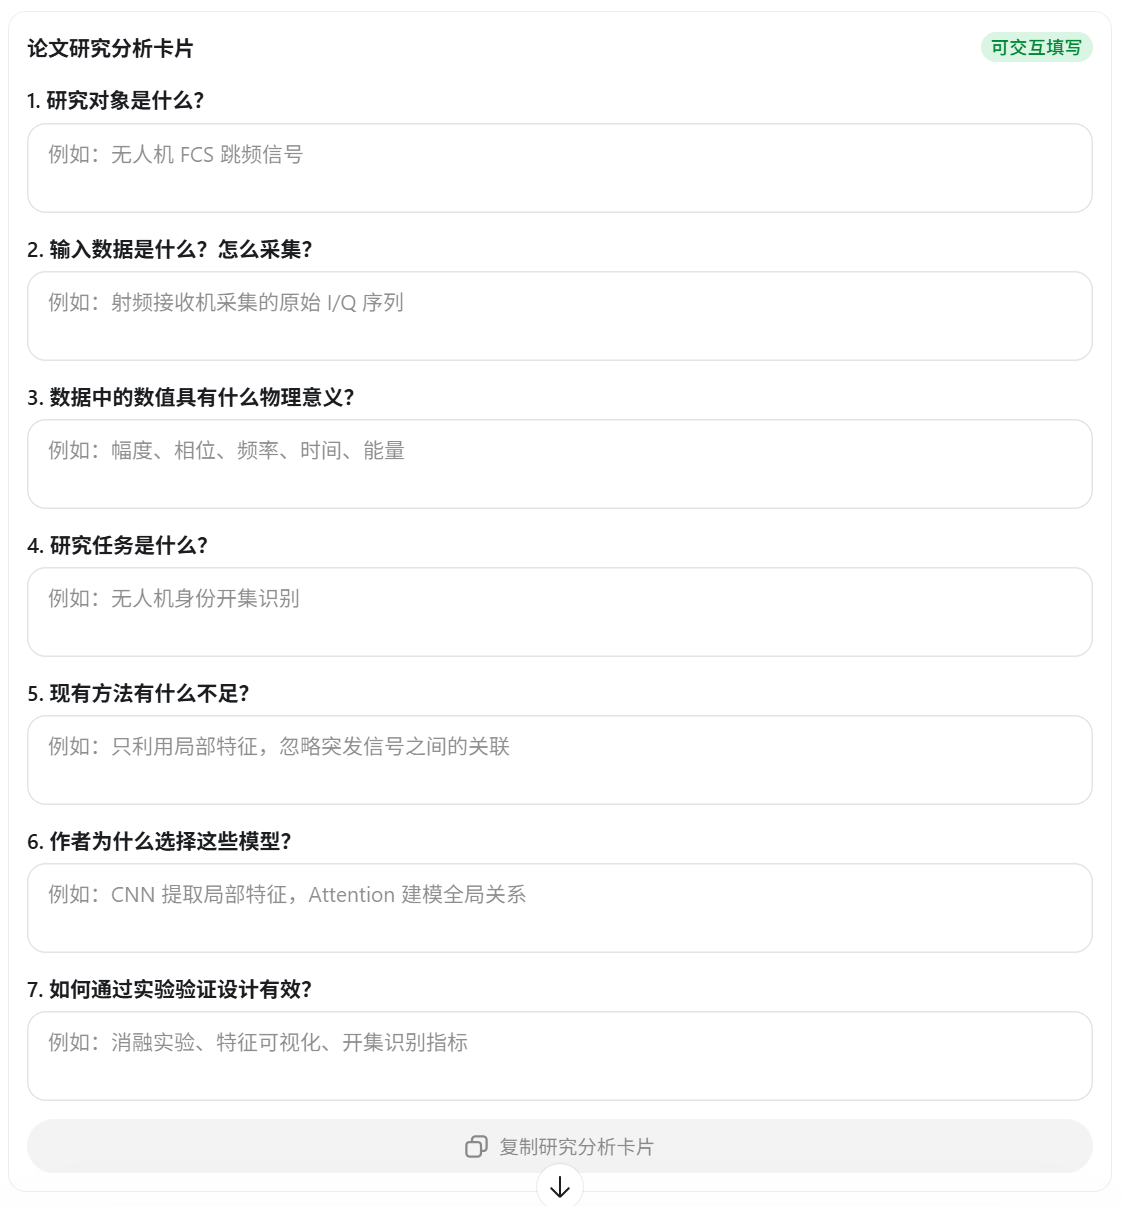 论文研究分析卡片
可交互填写
1. 研究对象是什么？
例如：无人机 FCS 跳频信号
2. 输入数据是什么？怎么采集？
例如：射频接收机采集的原始 I/Q 序列
3. 数据中的数值具有什么物理意义？
例如：幅度、相位、频率、时间、能量
4. 研究任务是什么？
例如：无人机身份开集识别
5. 现有方法有什么不足？
例如：只利用局部特征，忽略突发信号之间的关联
6. 作者为什么选择这些模型？
例如：CNN 提取局部特征，Attention 建模全局关系
7. 如何通过实验验证设计有效？
例如：消融实验、特征可视化、开集识别指标
复制研究分析卡片